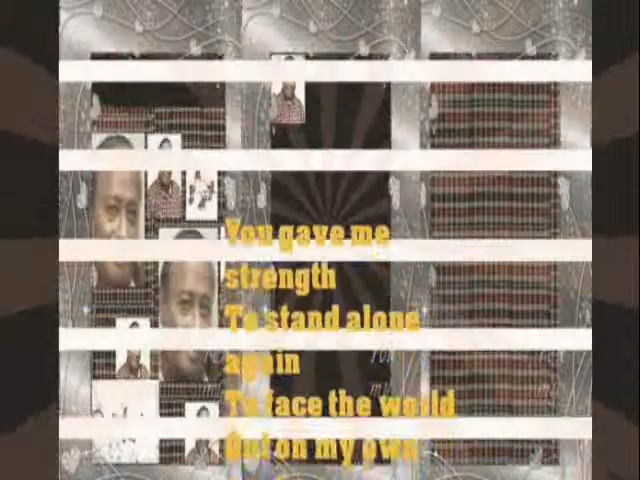 You gave me
strength
To stand alone
again
To face the world
Out on my own